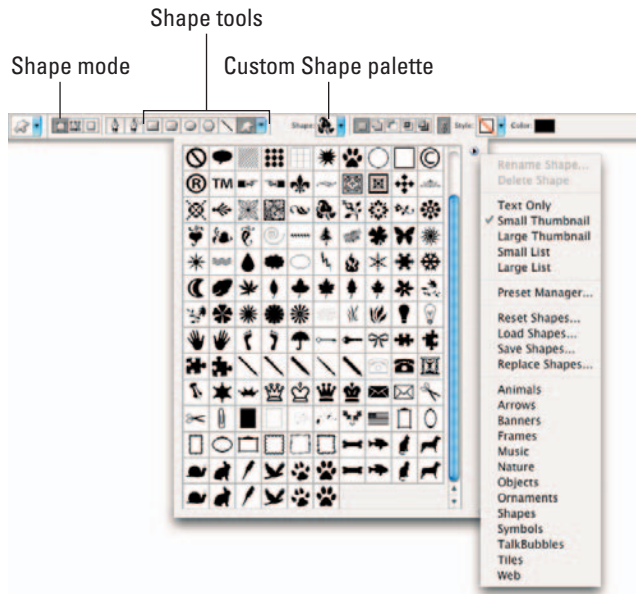 Shape tools
Shape mode
Custom Shape palette
Shape:
Style:
Color:
©
® TM
Rename Shape...
Delete Shape
Text Only
✓ Small Thumbnail
Large Thumbnail
Small List
Large List
Preset Manager...
Reset Shapes...
Load Shapes...
Save Shapes...
Replace Shapes...
Animals
Arrows
Banners
Frames
Music
Nature
Objects
Ornaments
Shapes
Symbols
TalkBubbles
Tiles
Web